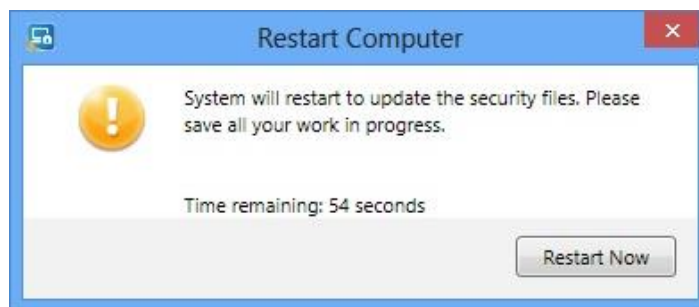 Restart Computer
System will restart to update the security files. Please
save all your work in progress.
Time remaining: 54 seconds
Restart Now